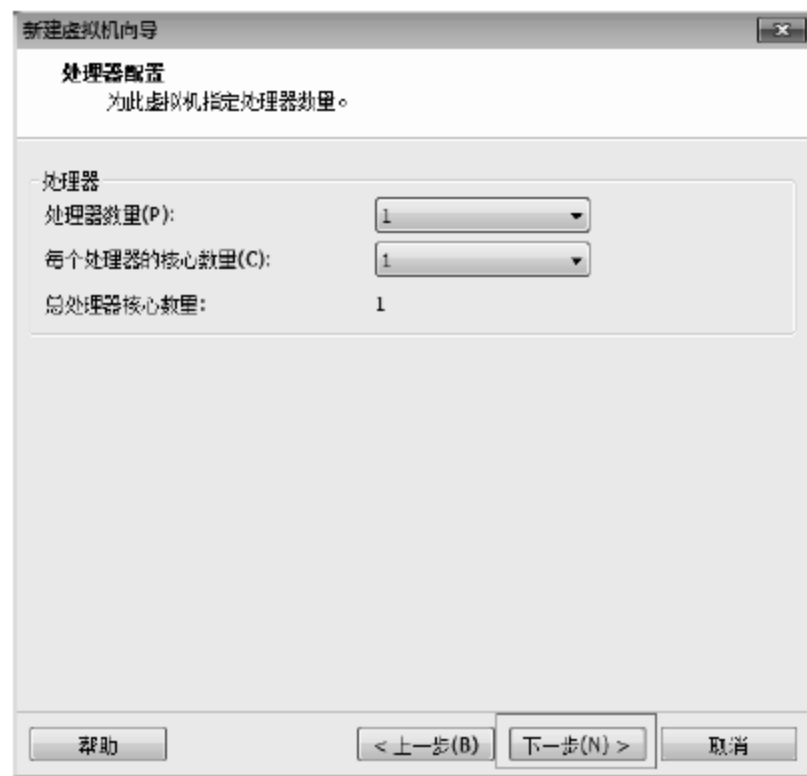 新建虚拟机向导
处理器配置
为此虚拟机指定处理器数量。
处理器
处理器数量(P): 1
每个处理器的核心数量(C): 1
总处理器核心数量: 1
帮助 < 上一步(B) 下一步(N) > 取消